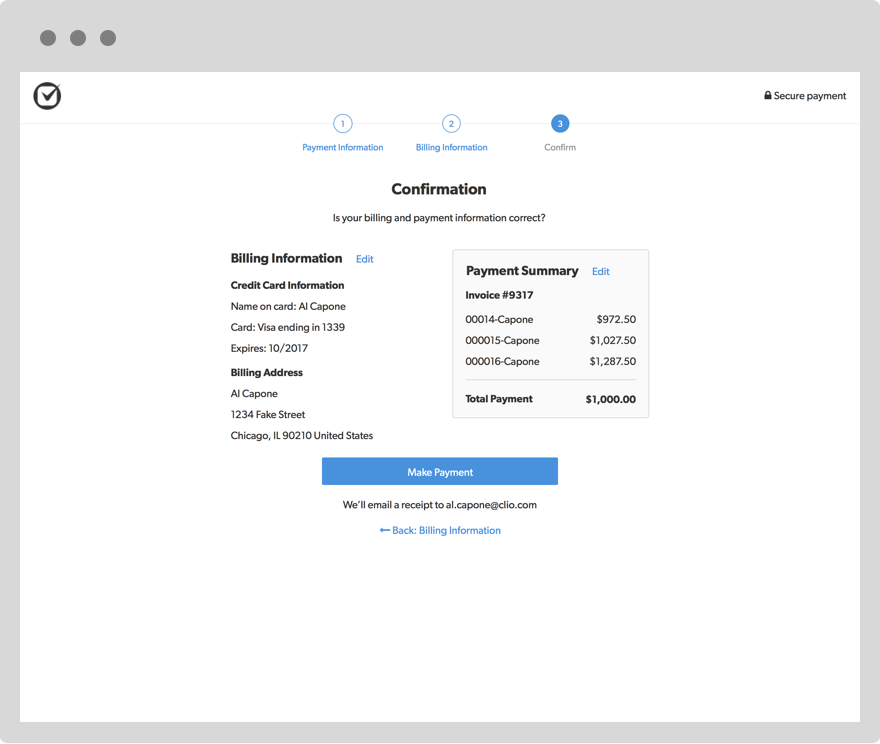 Secure payment
1
2
3
Payment Information
Billing Information
Confirm
Confirmation
Is your billing and payment information correct?
Billing Information Edit
Credit Card Information
Name on card: Al Capone
Card: Visa ending in 1339
Expires: 10/2017
Billing Address
Al Capone
1234 Fake Street
Chicago, IL 90210 United States
Payment Summary Edit
Invoice #9317
00014-Capone $972.50
000015-Capone $1,027.50
000016-Capone $1,287.50
Total Payment $1,000.00
Make Payment
We'll email a receipt to al.capone@clio.com
← Back: Billing Information